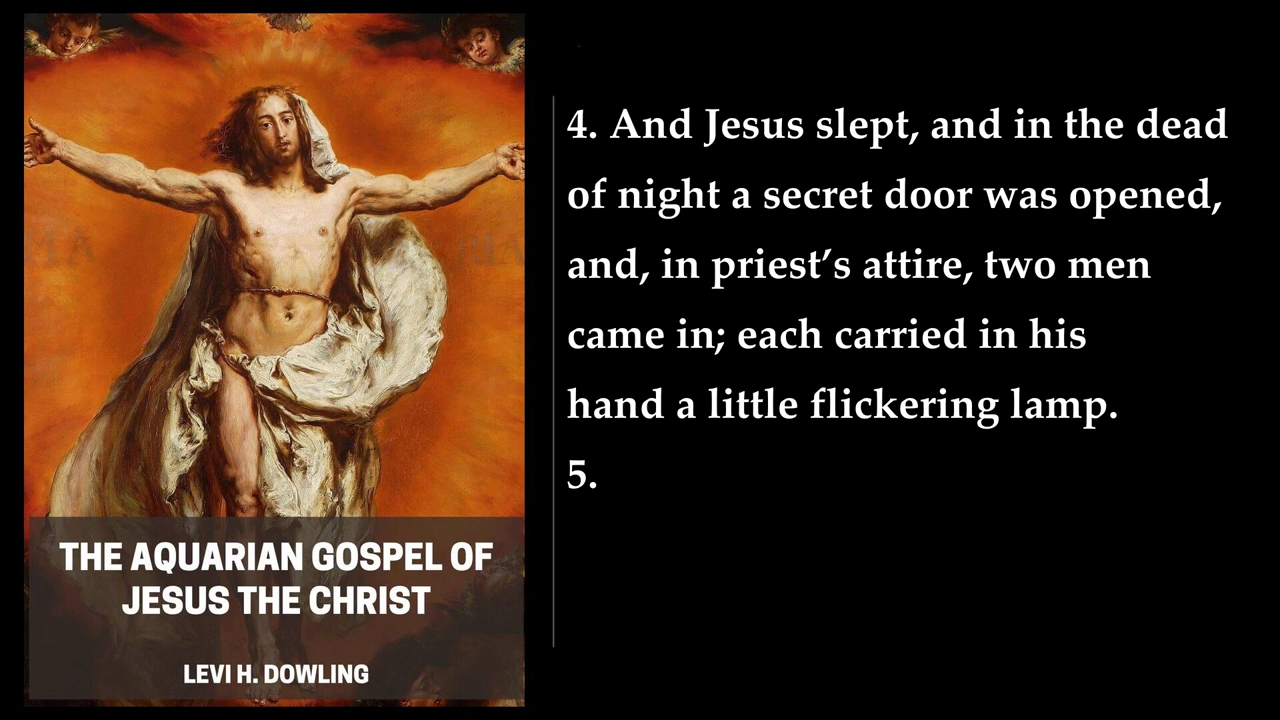 THE AQUARIAN GOSPEL OF
JESUS THE CHRIST
LEVI H. DOWLING
4. And Jesus slept, and in the dead
of night a secret door was opened,
and, in priest’s attire, two men
came in; each carried in his
hand a little flickering lamp.
5.